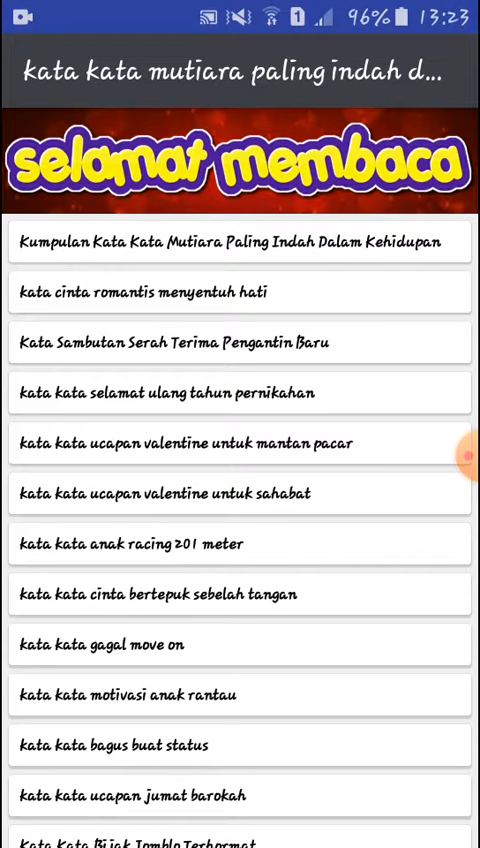 1 96% 13:23
kata kata mutiara paling indah d...
selamat membaca
Kumpulan Kata Kata Mutiara Paling Indah Dalam Kehidupan
kata cinta romantis menyentuh hati
Kata Sambutan Serah Terima Pengantin Baru
kata kata selamat ulang tahun pernikahan
kata kata ucapan valentine untuk mantan pacar
kata kata ucapan valentine untuk sahabat
kata kata anak racing 201 meter
kata kata cinta bertepuk sebelah tangan
kata kata gagal move on
kata kata motivasi anak rantau
kata kata bagus buat status
kata kata ucapan jumat barokah
Kata Kata Bijak Jomblo Terhormat